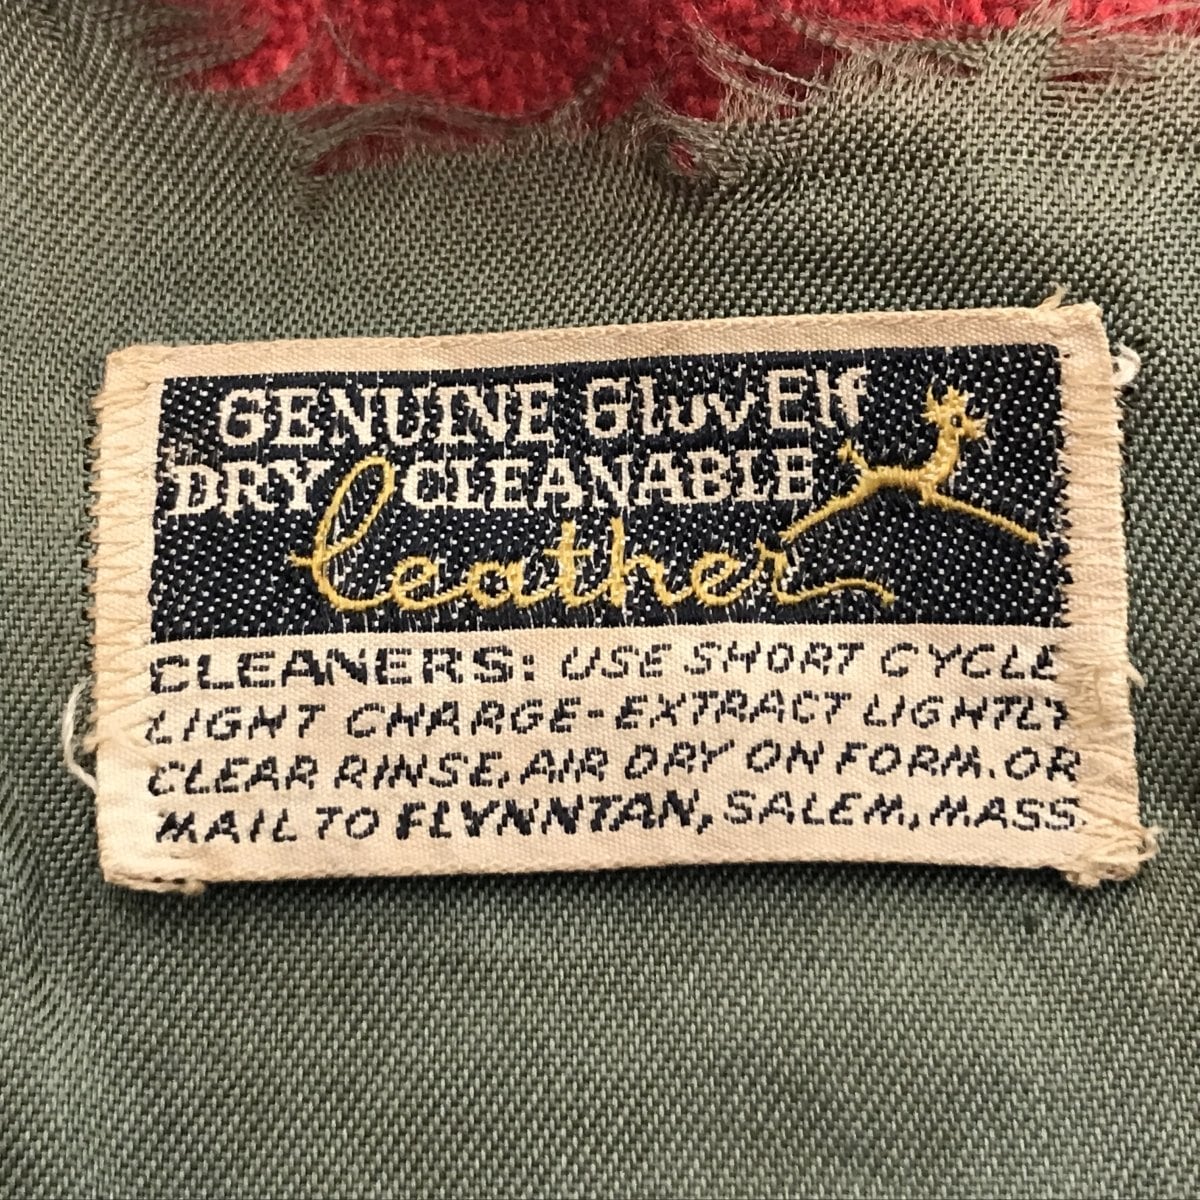 GENUINE GluvElf
DRY CLEANABLE
Leather
CLEANERS: USE SHORT CYCLE
LIGHT CHARGE-EXTRACT LIGHTLY
CLEAR RINSE, AIR DRY ON FORM. OR
MAIL TO FLYNNTAN, SALEM, MASS.